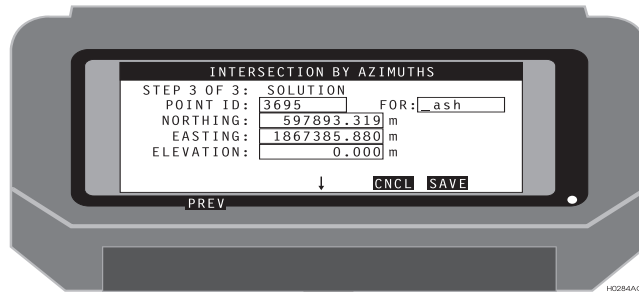 INTERSECTION BY AZIMUTHS
STEP 3 OF 3: SOLUTION
POINT ID: 3695 FOR: _ash
NORTHING: 597893.319 m
EASTING: 1867385.880 m
ELEVATION: 0.000 m
↓ CNCL SAVE
PREV
H0284A0